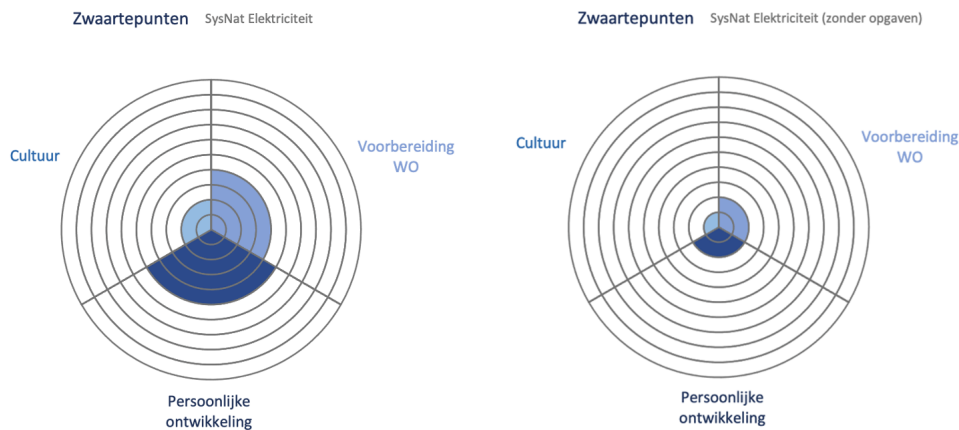 Zwaartepunten SysNat Elektriciteit
Cultuur
Voorbereiding
WO
Persoonlijke
ontwikkeling
Zwaartepunten SysNat Elektriciteit (zonder opgaven)
Cultuur
Voorbereiding
WO
Persoonlijke
ontwikkeling